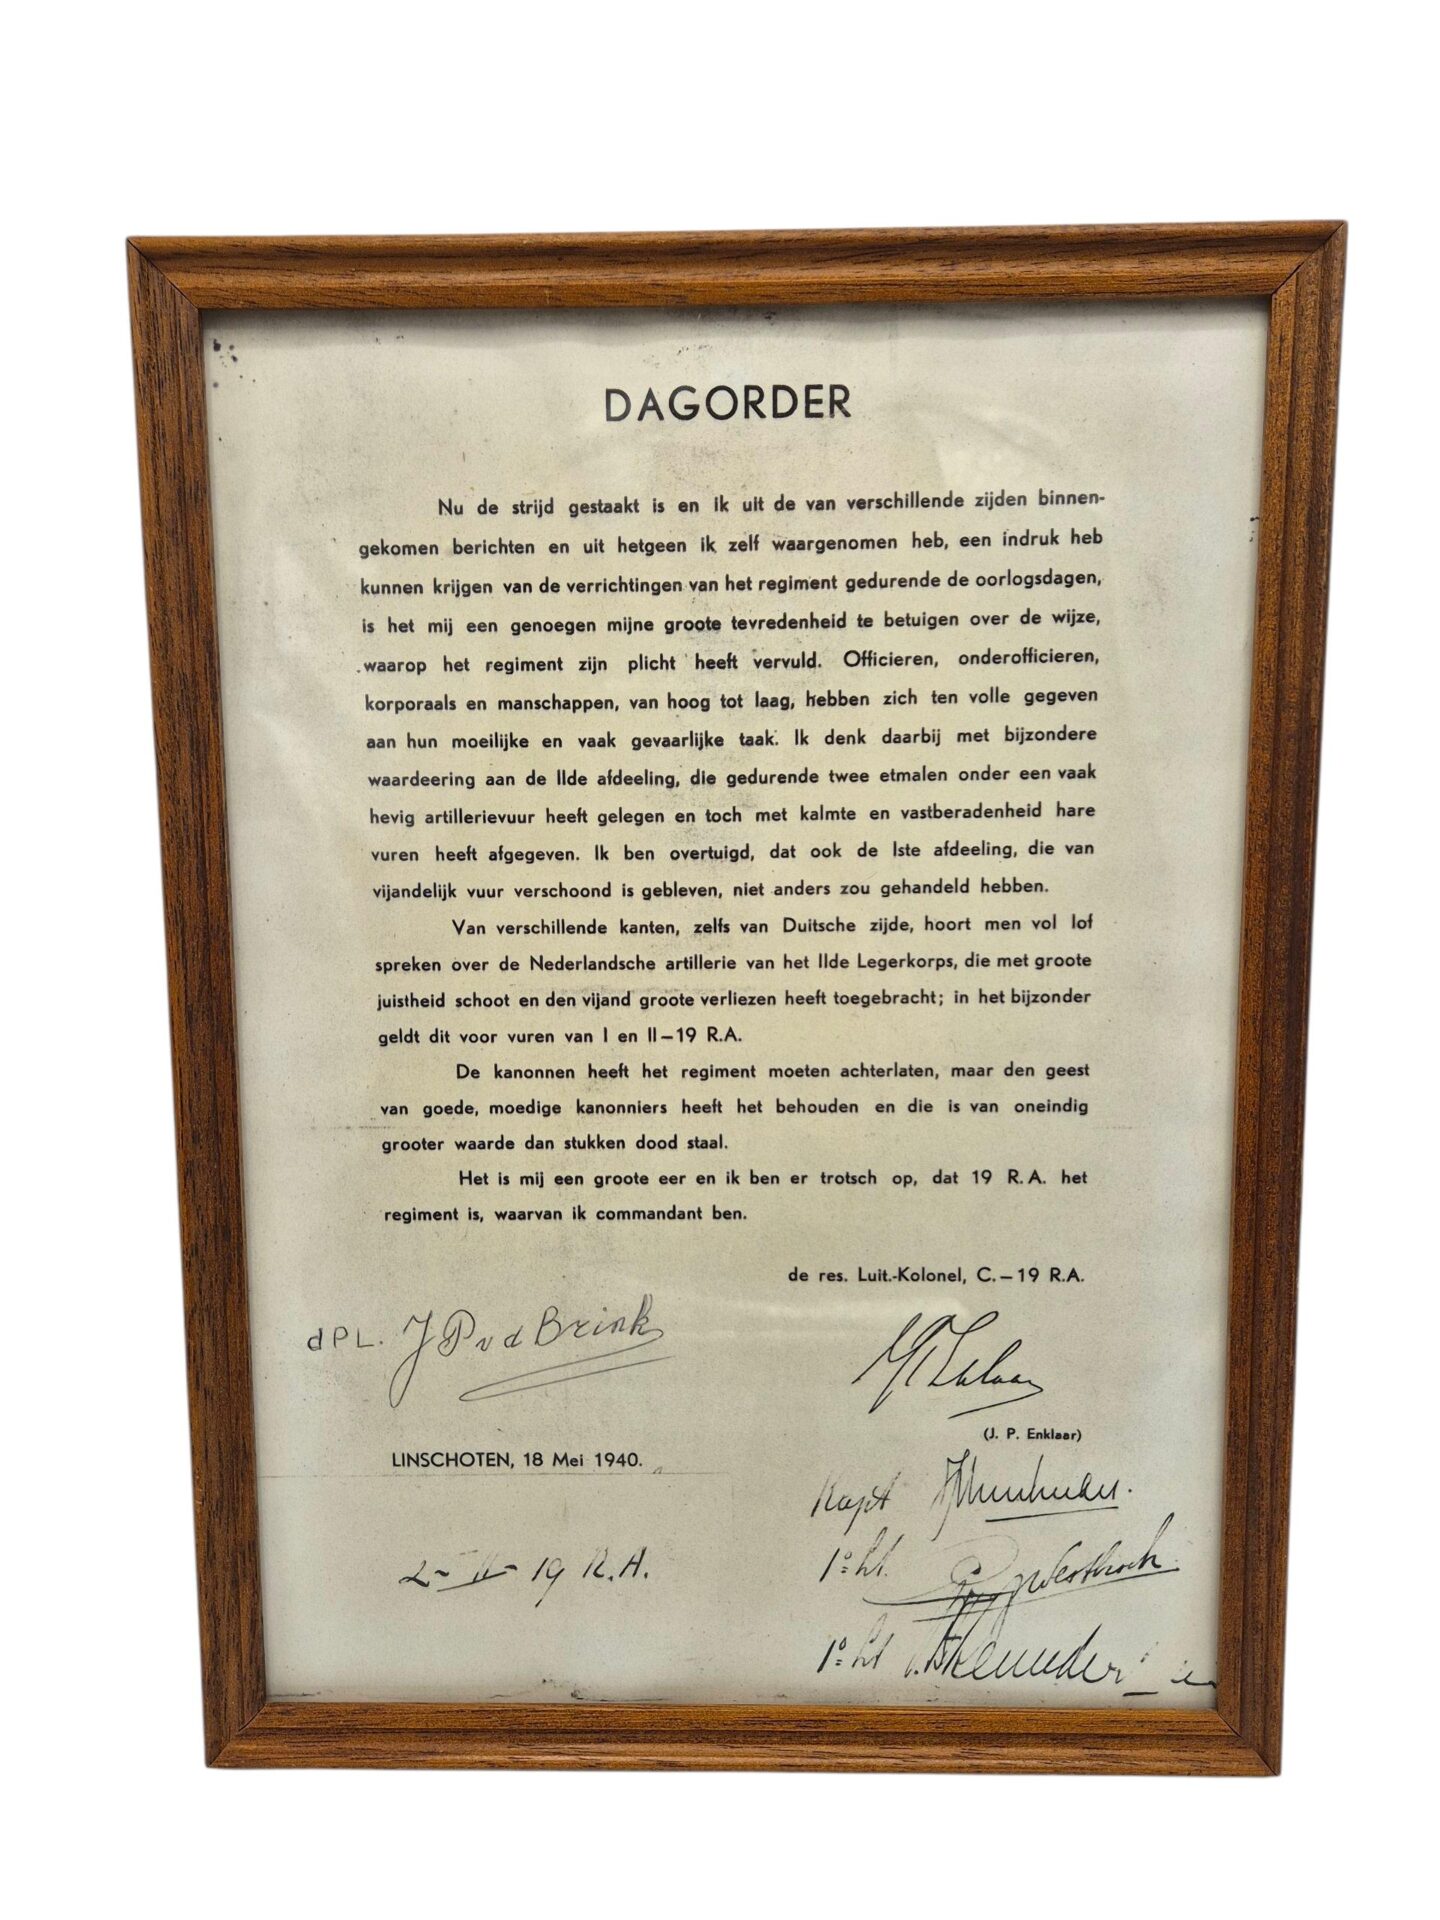 DAGORDER
Nu de strijd gestaakt is en ik uit de van verschillende zijden binnen-
gekomen berichten en uit hetgeen ik zelf waargenomen heb, een indruk heb
kunnen krijgen van de verrichtingen van het regiment gedurende de oorlogsdagen,
is het mij een genoegen mijne groote tevredenheid te betuigen over de wijze,
waarop het regiment zijn plicht heeft vervuld. Officieren, onderofficieren,
korporaals en manschappen, van hoog tot laag, hebben zich ten volle gegeven
aan hun moeilijke en vaak gevaarlijke taak. Ik denk daarbij met bijzondere
waardeering aan de IIde afdeeling, die gedurende twee etmalen onder een vaak
hevig artillerievuur heeft gelegen en toch met kalmte en vastberadenheid hare
vuren heeft afgegeven. Ik ben overtuigd, dat ook de Iste afdeeling, die van
vijandelijk vuur verschoond is gebleven, niet anders zou gehandeld hebben.
Van verschillende kanten, zelfs van Duitsche zijde, hoort men vol lof
spreken over de Nederlandsche artillerie van het IIde Legerkorps, die met groote
juistheid schoot en den vijand groote verliezen heeft toegebracht; in het bijzonder
geldt dit voor vuren van I en II–19 R.A.
De kanonnen heeft het regiment moeten achterlaten, maar den geest
van goede, moedige kanonniers heeft het behouden en die is van oneindig
grooter waarde dan stukken dood staal.
Het is mij een groote eer en ik ben er trotsch op, dat 19 R.A. het
regiment is, waarvan ik commandant ben.
de res. Luit.-Kolonel, C.–19 R.A.
dPL. J P v d Brink
(J. P. Enklaar)
LINSCHOTEN, 18 Mei 1940.
Kapt
1e Lt. Westbroek
2-II-19 R.A.
1e Lt